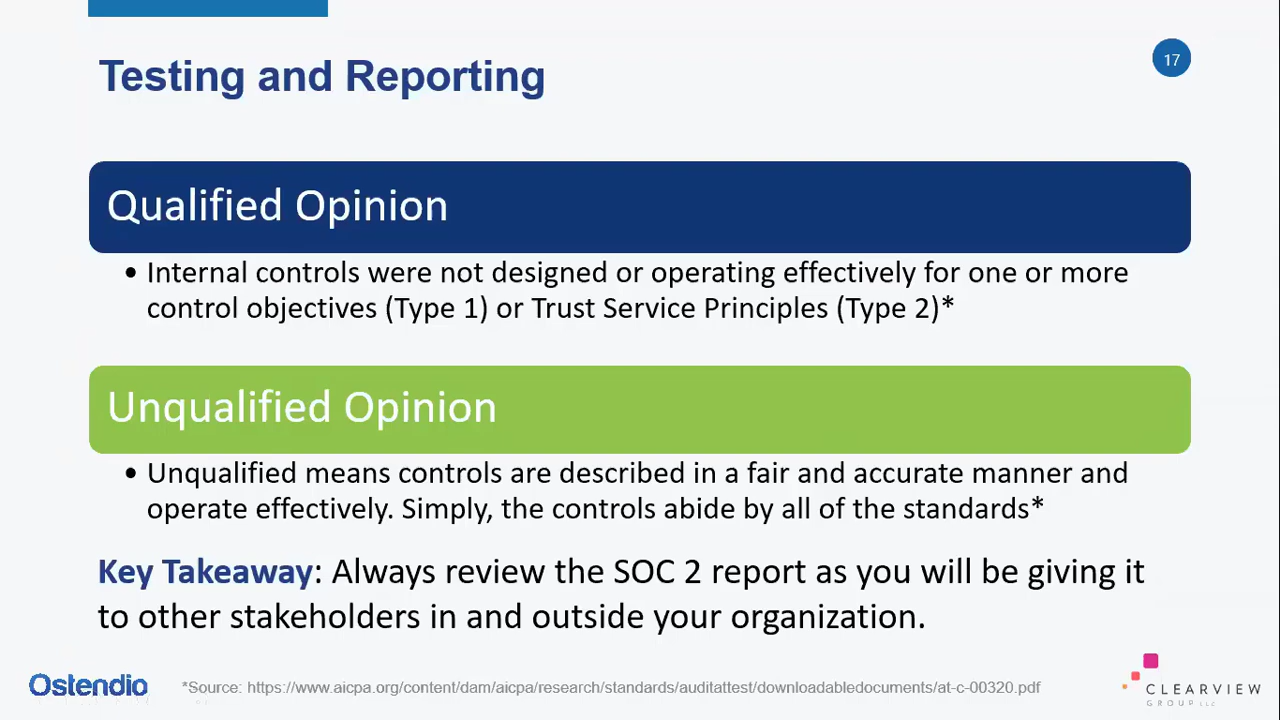 Testing and Reporting
17
Qualified Opinion
• Internal controls were not designed or operating effectively for one or more
control objectives (Type 1) or Trust Service Principles (Type 2)*
Unqualified Opinion
• Unqualified means controls are described in a fair and accurate manner and
operate effectively. Simply, the controls abide by all of the standards*
Key Takeaway: Always review the SOC 2 report as you will be giving it
to other stakeholders in and outside your organization.
Ostendio
*Source: https://www.aicpa.org/content/dam/aicpa/research/standards/auditattest/downloadabledocuments/at-c-00320.pdf
CLEARVIEW
GROUP LLC